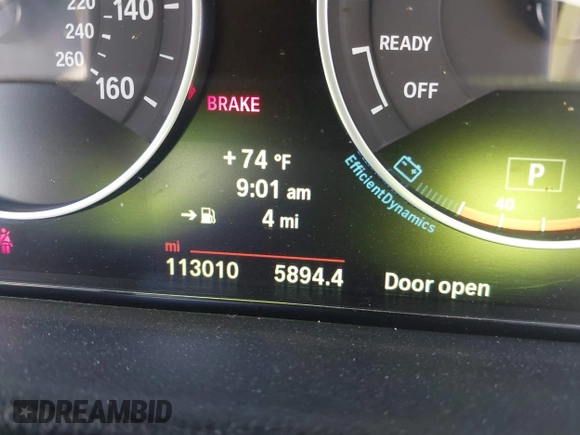 220 140
240
260 160
READY
OFF
BRAKE
+74 °F
9:01 am
4 mi
EfficientDynamics
P
40
mi
113010 5894.4 Door open
DREAMBID